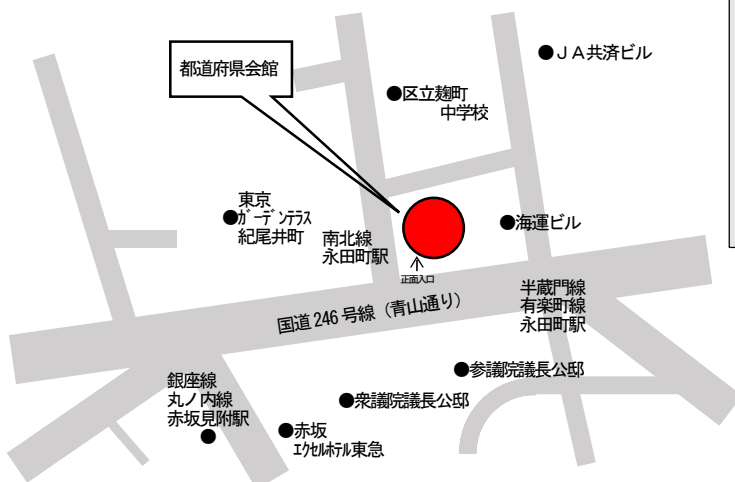 都道府県会館
●ＪＡ共済ビル
●区立麹町
中学校
東京
●ガーデンテラス
紀尾井町
南北線
永田町駅
●海運ビル
正面入口
国道246号線（青山通り）
半蔵門線
有楽町線
永田町駅
●参議院議長公邸
●衆議院議長公邸
銀座線
丸ノ内線
赤坂見附駅
●赤坂
エクセルホテル東急